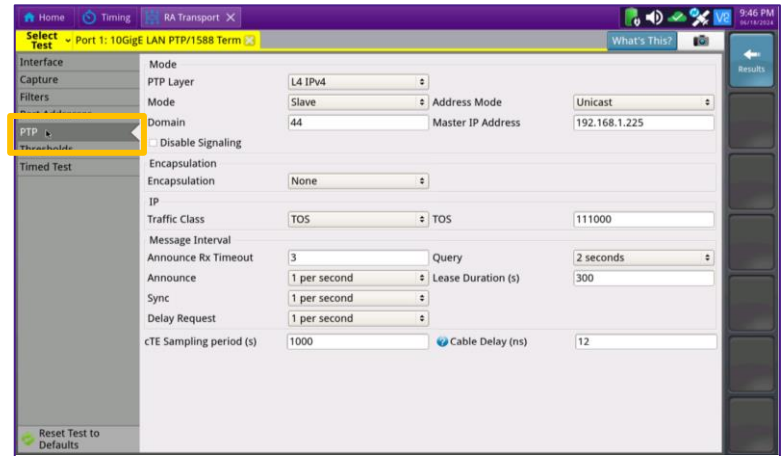 Home Timing RA Transport 9:46 PM
06/18/2024
Select Test Port 1: 10GigE LAN PTP/1588 Term What's This?
Results
Interface
Capture
Filters
PTP
Thresholds
Timed Test
Reset Test to Defaults
Mode
PTP Layer L4 IPv4
Mode Slave Address Mode Unicast
Domain 44 Master IP Address 192.168.1.225
Disable Signaling
Encapsulation
Encapsulation None
IP
Traffic Class TOS TOS 111000
Message Interval
Announce Rx Timeout 3 Query 2 seconds
Announce 1 per second Lease Duration (s) 300
Sync 1 per second
Delay Request 1 per second
cTE Sampling period (s) 1000 Cable Delay (ns) 12